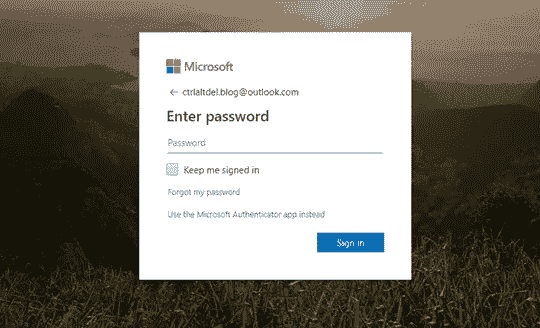 Microsoft
← ctrlaltdel.blog@outlook.com
Enter password
Password
Keep me signed in
Forgot my password
Use the Microsoft Authenticator app instead
Sign in